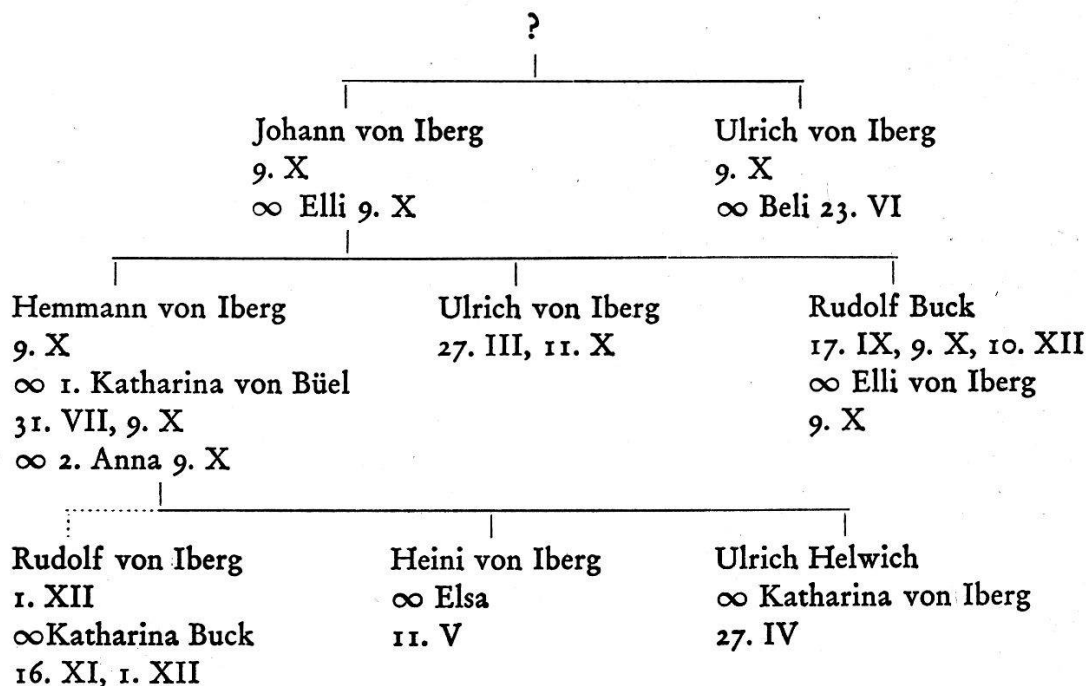 ?
Johann von Iberg
9. X
∞ Elli 9. X
Ulrich von Iberg
9. X
∞ Beli 23. VI
Hemmann von Iberg
9. X
∞ 1. Katharina von Büel
31. VII, 9. X
∞ 2. Anna 9. X
Ulrich von Iberg
27. III, 11. X
Rudolf Buck
17. IX, 9. X, 10. XII
∞ Elli von Iberg
9. X
Rudolf von Iberg
1. XII
∞Katharina Buck
16. XI, 1. XII
Heini von Iberg
∞ Elsa
11. V
Ulrich Helwich
∞ Katharina von Iberg
27. IV